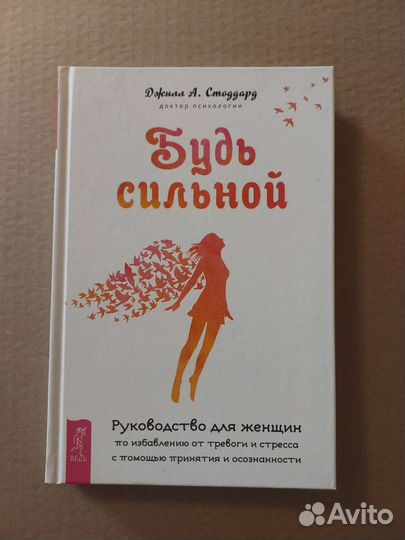 Джилл А. Стоддард
доктор психологии
Будь
сильной
Руководство для женщин
по избавлению от тревоги и стресса
с помощью принятия и осознанности
ВЕСЬ
Avito